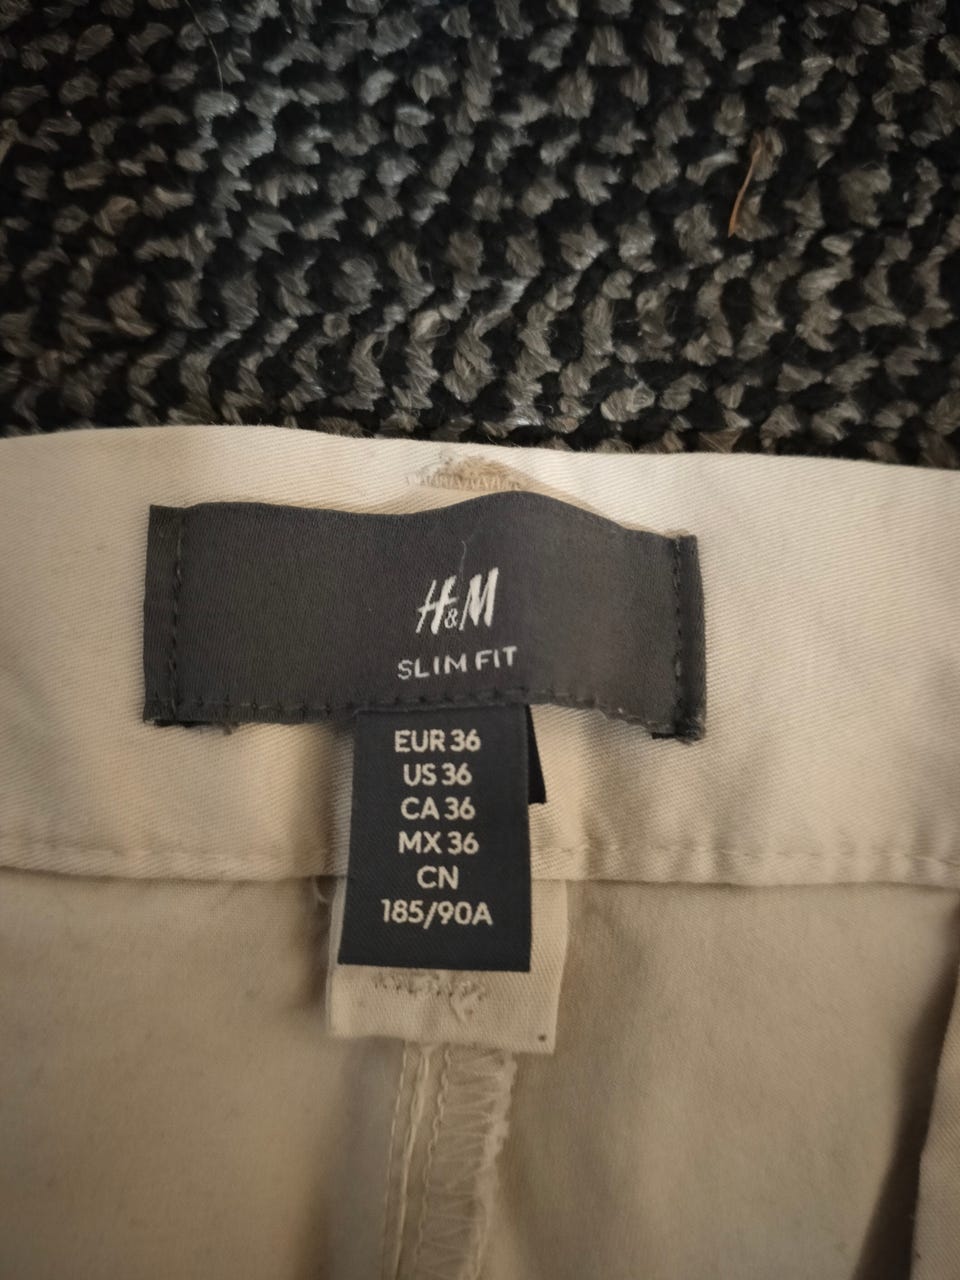 H&M
SLIM FIT
EUR 36
US 36
CA 36
MX 36
CN
185/90A